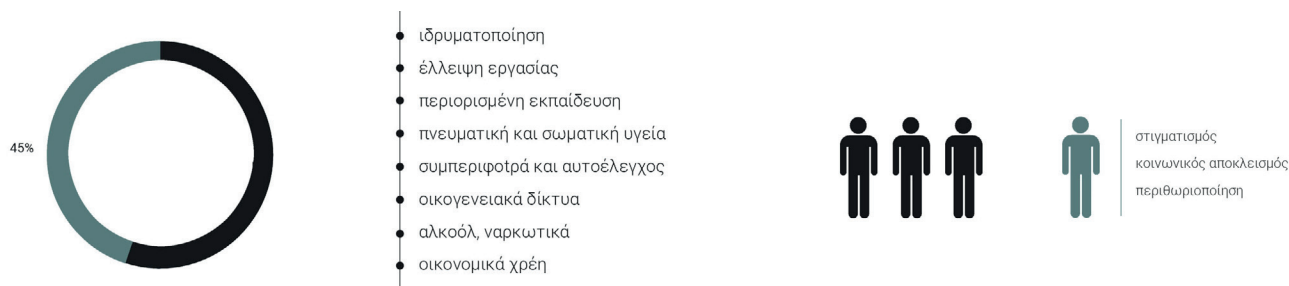 45%
ιδρυματοποίηση
έλλειψη εργασίας
περιορισμένη εκπαίδευση
πνευματική και σωματική υγεία
συμπεριφοtρά και αυτοέλεγχος
οικογενειακά δίκτυα
αλκοόλ, ναρκωτικά
οικονομικά χρέη
στιγματισμός
κοινωνικός αποκλεισμός
περιθωριοποίηση